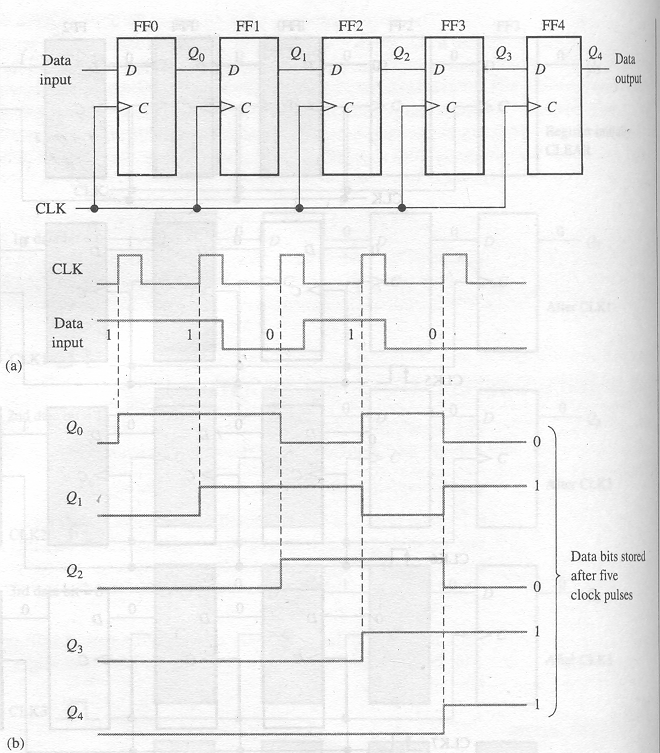 FF0 FF1 FF2 FF3 FF4
Data input D Q0 D Q1 D Q2 D Q3 D Q4 Data output
C C C C C
CLK
CLK
Data input
1 1 0 1 0
(a)
Q0 0
Q1 1
Q2 0
Q3 1
Q4 1
Data bits stored
after five
clock pulses
(b)